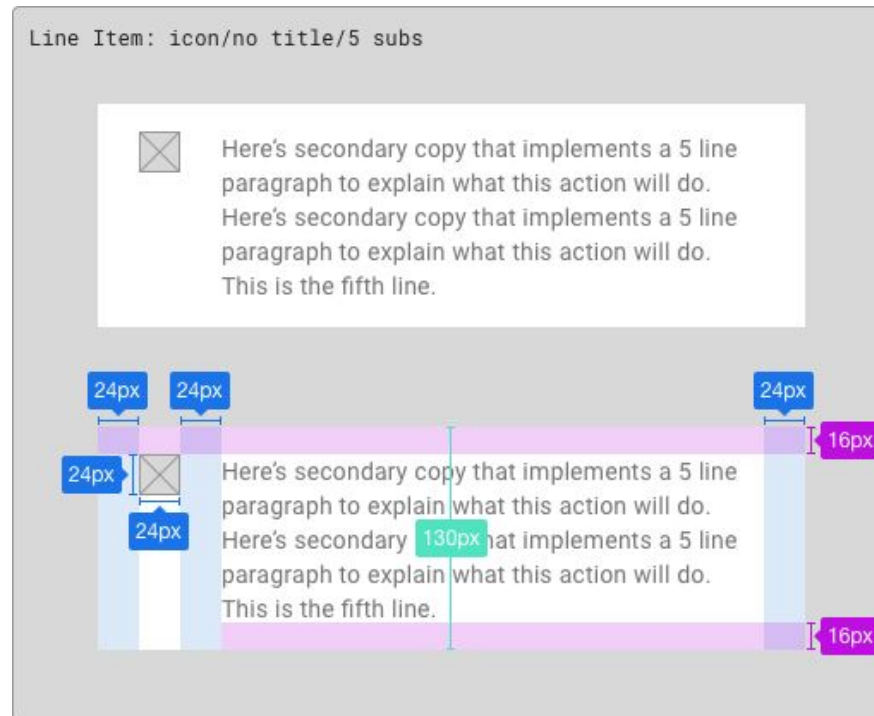 Line Item: icon/no title/5 subs
Here's secondary copy that implements a 5 line
paragraph to explain what this action will do.
Here's secondary copy that implements a 5 line
paragraph to explain what this action will do.
This is the fifth line.
24px
24px
24px
16px
24px
Here's secondary copy that implements a 5 line
paragraph to explain what this action will do.
24px
Here's secondary 130px hat implements a 5 line
paragraph to explain what this action will do.
This is the fifth line.
16px